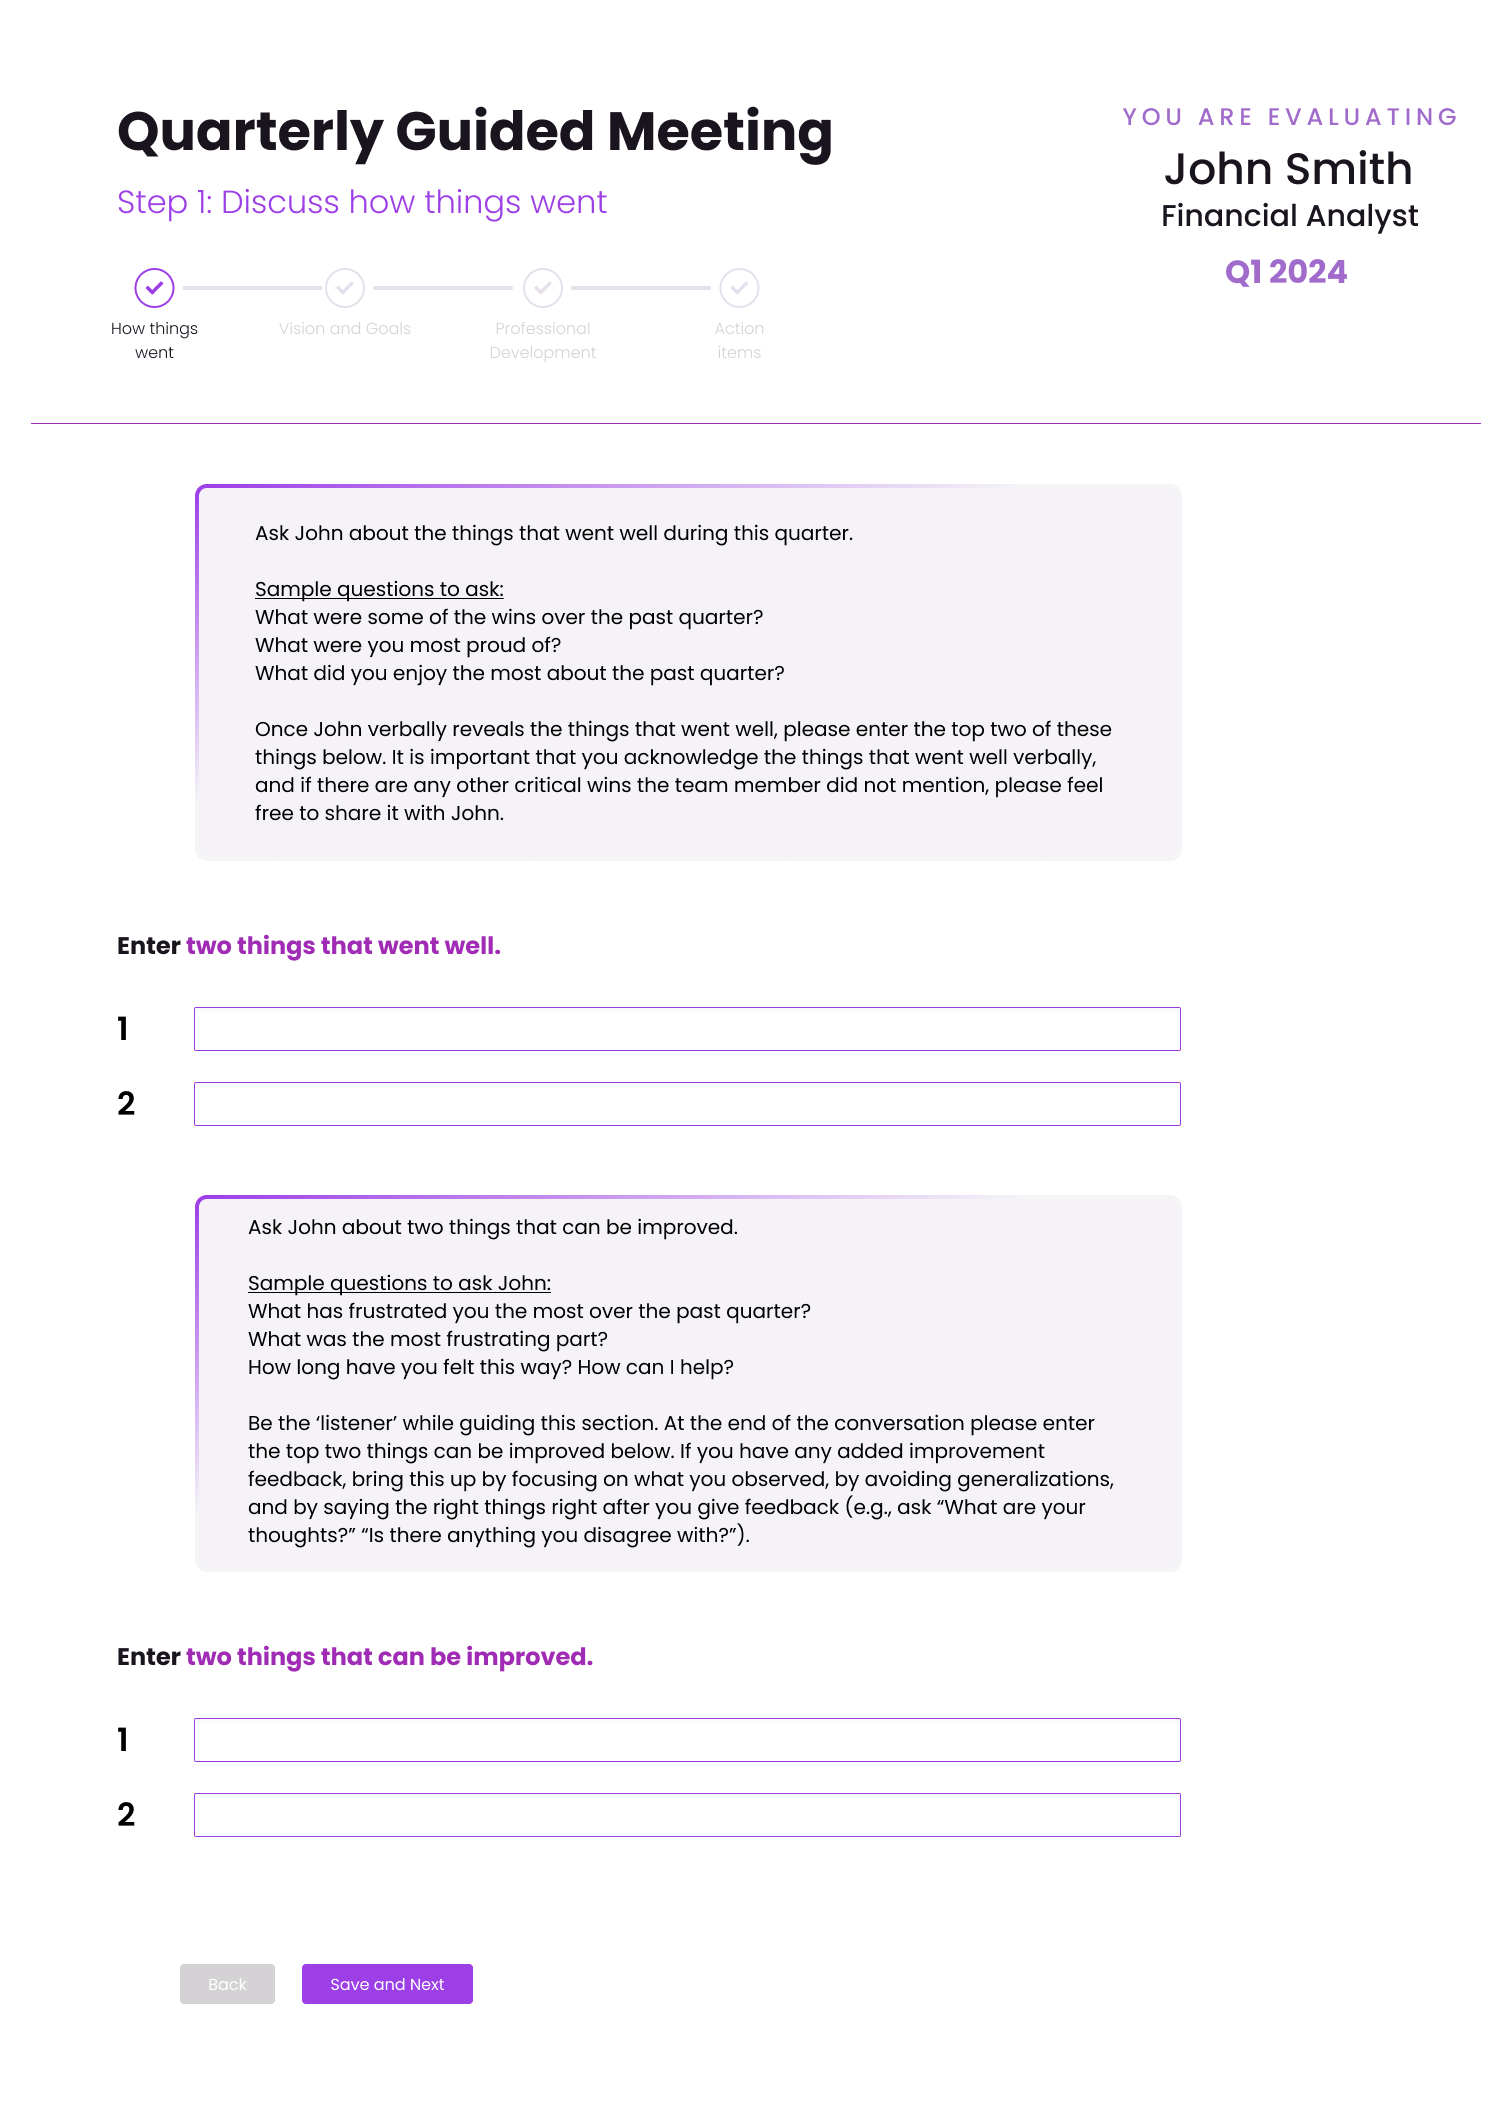 Quarterly Guided Meeting
Step 1: Discuss how things went
YOU ARE EVALUATING
John Smith
Financial Analyst
Q1 2024
How things
went
Vision and Goals
Professional
Development
Action
items
Ask John about the things that went well during this quarter.
Sample questions to ask:
What were some of the wins over the past quarter?
What were you most proud of?
What did you enjoy the most about the past quarter?
Once John verbally reveals the things that went well, please enter the top two of these
things below. It is important that you acknowledge the things that went well verbally,
and if there are any other critical wins the team member did not mention, please feel
free to share it with John.
Enter two things that went well.
1
2
Ask John about two things that can be improved.
Sample questions to ask John:
What has frustrated you the most over the past quarter?
What was the most frustrating part?
How long have you felt this way? How can I help?
Be the ‘listener’ while guiding this section. At the end of the conversation please enter
the top two things can be improved below. If you have any added improvement
feedback, bring this up by focusing on what you observed, by avoiding generalizations,
and by saying the right things right after you give feedback (e.g., ask “What are your
thoughts?” “Is there anything you disagree with?”).
Enter two things that can be improved.
1
2
Back
Save and Next